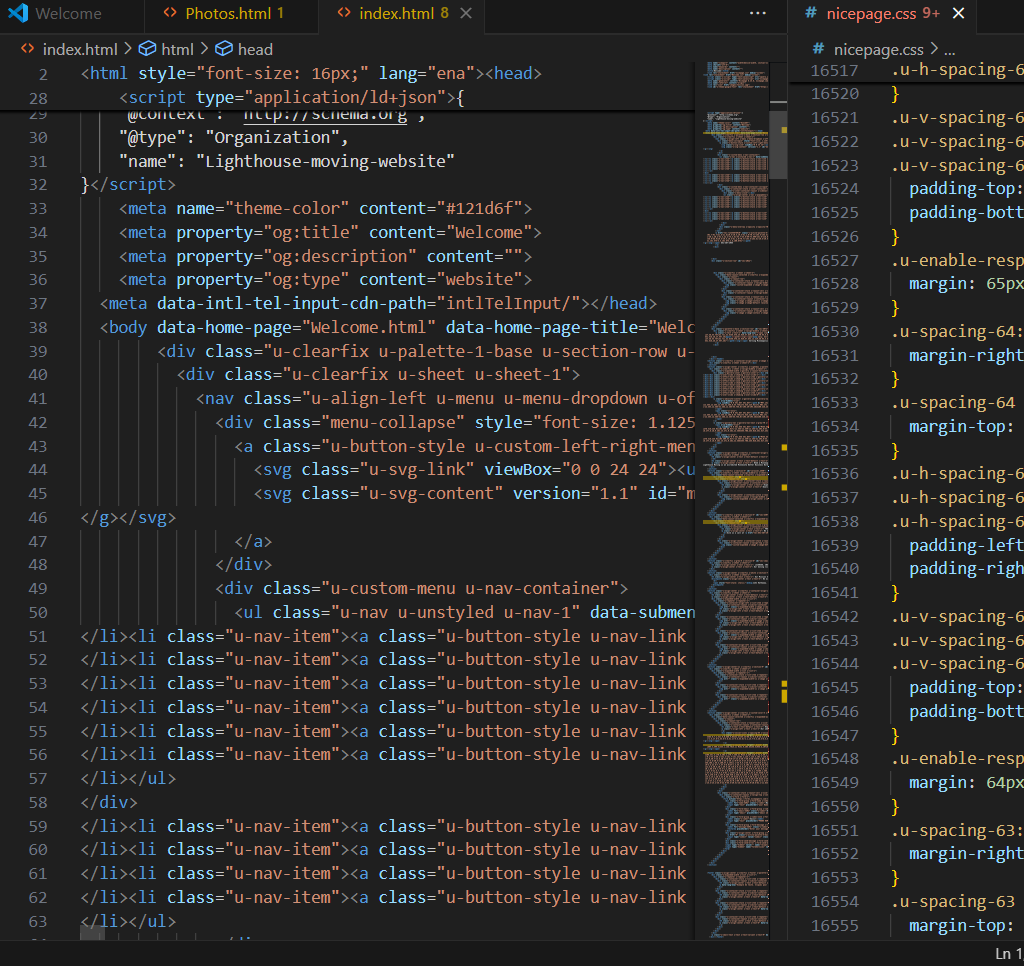 Welcome
Photos.html 1
index.html 8
nicepage.css 9+
index.html > html > head
nicepage.css > ...
2 <html style="font-size: 16px;" lang="ena"><head>
28 <script type="application/ld+json">{
29 "@context": "http://schema.org",
30 "@type": "Organization",
31 "name": "Lighthouse-moving-website"
32 }</script>
33 <meta name="theme-color" content="#121d6f">
34 <meta property="og:title" content="Welcome">
35 <meta property="og:description" content="">
36 <meta property="og:type" content="website">
37 <meta data-intl-tel-input-cdn-path="intlTelInput/"></head>
38 <body data-home-page="Welcome.html" data-home-page-title="Welc
39 <div class="u-clearfix u-palette-1-base u-section-row u-
40 <div class="u-clearfix u-sheet u-sheet-1">
41 <nav class="u-align-left u-menu u-menu-dropdown u-of
42 <div class="menu-collapse" style="font-size: 1.125
43 <a class="u-button-style u-custom-left-right-men
44 <svg class="u-svg-link" viewBox="0 0 24 24"><u
45 <svg class="u-svg-content" version="1.1" id="m
46 </g></svg>
47 </a>
48 </div>
49 <div class="u-custom-menu u-nav-container">
50 <ul class="u-nav u-unstyled u-nav-1" data-submen
51 </li><li class="u-nav-item"><a class="u-button-style u-nav-link
52 </li><li class="u-nav-item"><a class="u-button-style u-nav-link
53 </li><li class="u-nav-item"><a class="u-button-style u-nav-link
54 </li><li class="u-nav-item"><a class="u-button-style u-nav-link
55 </li><li class="u-nav-item"><a class="u-button-style u-nav-link
56 </li><li class="u-nav-item"><a class="u-button-style u-nav-link
57 </li></ul>
58 </div>
59 </li><li class="u-nav-item"><a class="u-button-style u-nav-link
60 </li><li class="u-nav-item"><a class="u-button-style u-nav-link
61 </li><li class="u-nav-item"><a class="u-button-style u-nav-link
62 </li><li class="u-nav-item"><a class="u-button-style u-nav-link
63 </li></ul>
16517 .u-h-spacing-6
16520 }
16521 .u-v-spacing-6
16522 .u-v-spacing-6
16523 .u-v-spacing-6
16524 padding-top:
16525 padding-bott
16526 }
16527 .u-enable-resp
16528 margin: 65px
16529 }
16530 .u-spacing-64:
16531 margin-right
16532 }
16533 .u-spacing-64
16534 margin-top:
16535 }
16536 .u-h-spacing-6
16537 .u-h-spacing-6
16538 .u-h-spacing-6
16539 padding-left
16540 padding-righ
16541 }
16542 .u-v-spacing-6
16543 .u-v-spacing-6
16544 .u-v-spacing-6
16545 padding-top:
16546 padding-bott
16547 }
16548 .u-enable-resp
16549 margin: 64px
16550 }
16551 .u-spacing-63:
16552 margin-right
16553 }
16554 .u-spacing-63
16555 margin-top:
Ln 1,